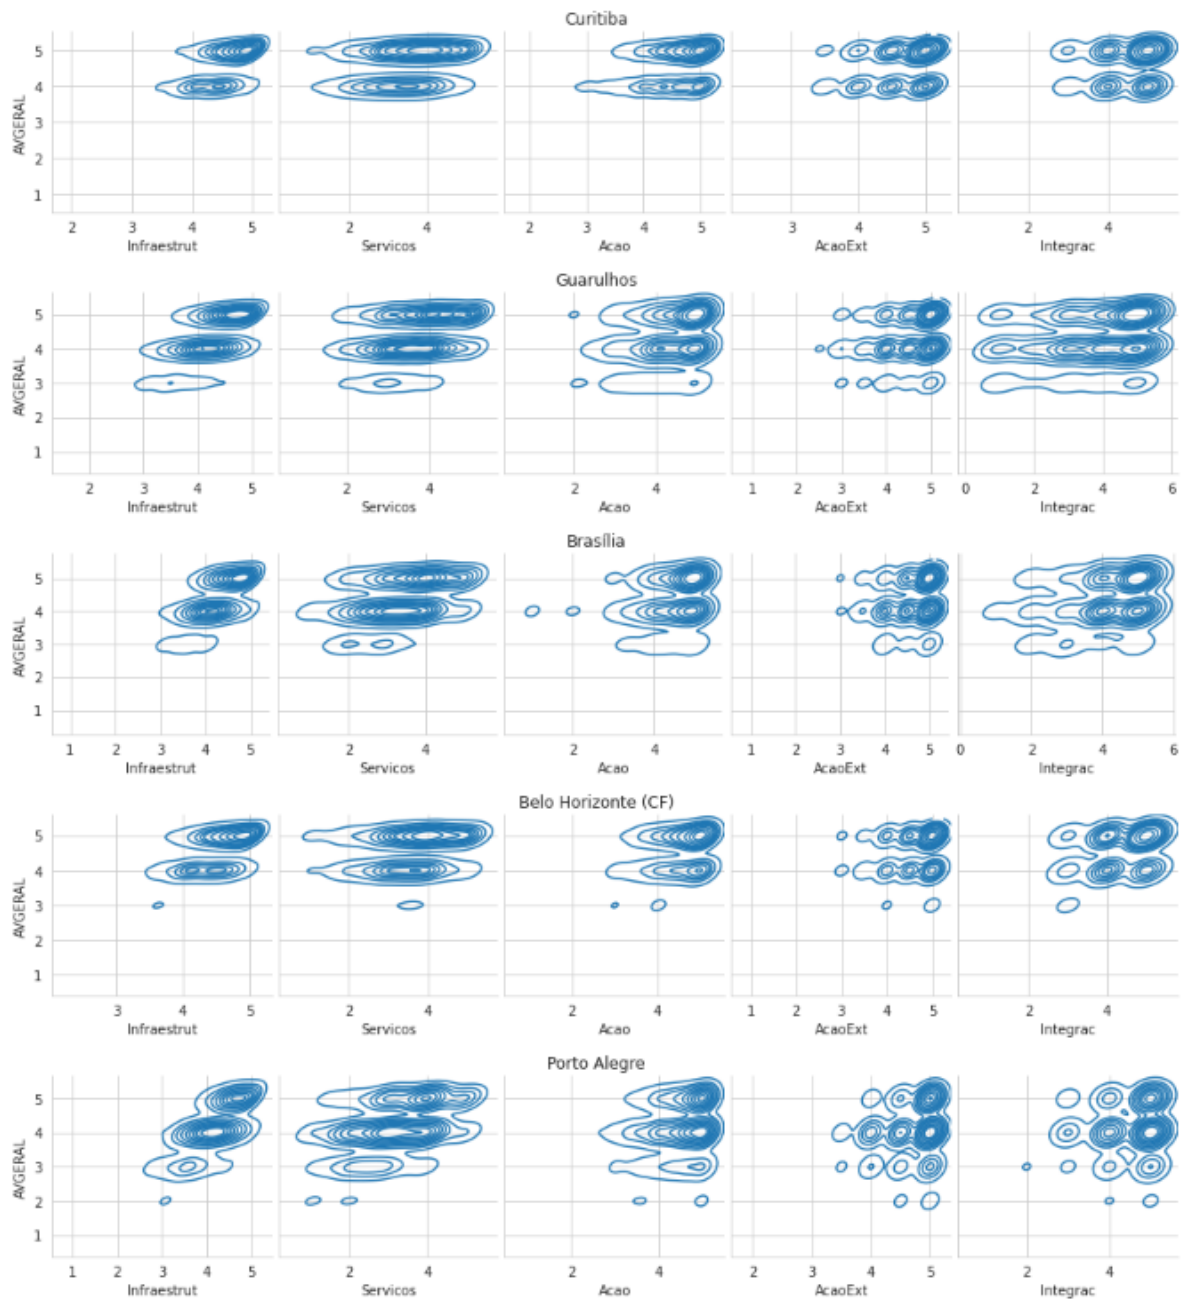 Curitiba
AVGERAL
5
4
3
2
1
2 3 4 5 2 4 2 3 4 5 3 4 5 2 4
Infraestrut Servicos Acao AcaoExt Integrac
Guarulhos
AVGERAL
5
4
3
2
1
2 3 4 5 2 4 2 4 1 2 3 4 5 0 2 4 6
Infraestrut Servicos Acao AcaoExt Integrac
Brasília
AVGERAL
5
4
3
2
1
1 2 3 4 5 2 4 2 4 1 2 3 4 5 0 2 4 6
Infraestrut Servicos Acao AcaoExt Integrac
Belo Horizonte (CF)
AVGERAL
5
4
3
2
1
3 4 5 2 4 2 4 1 2 3 4 5 2 4
Infraestrut Servicos Acao AcaoExt Integrac
Porto Alegre
AVGERAL
5
4
3
2
1
1 2 3 4 5 2 4 2 4 1 2 3 4 5 2 4
Infraestrut Servicos Acao AcaoExt Integrac